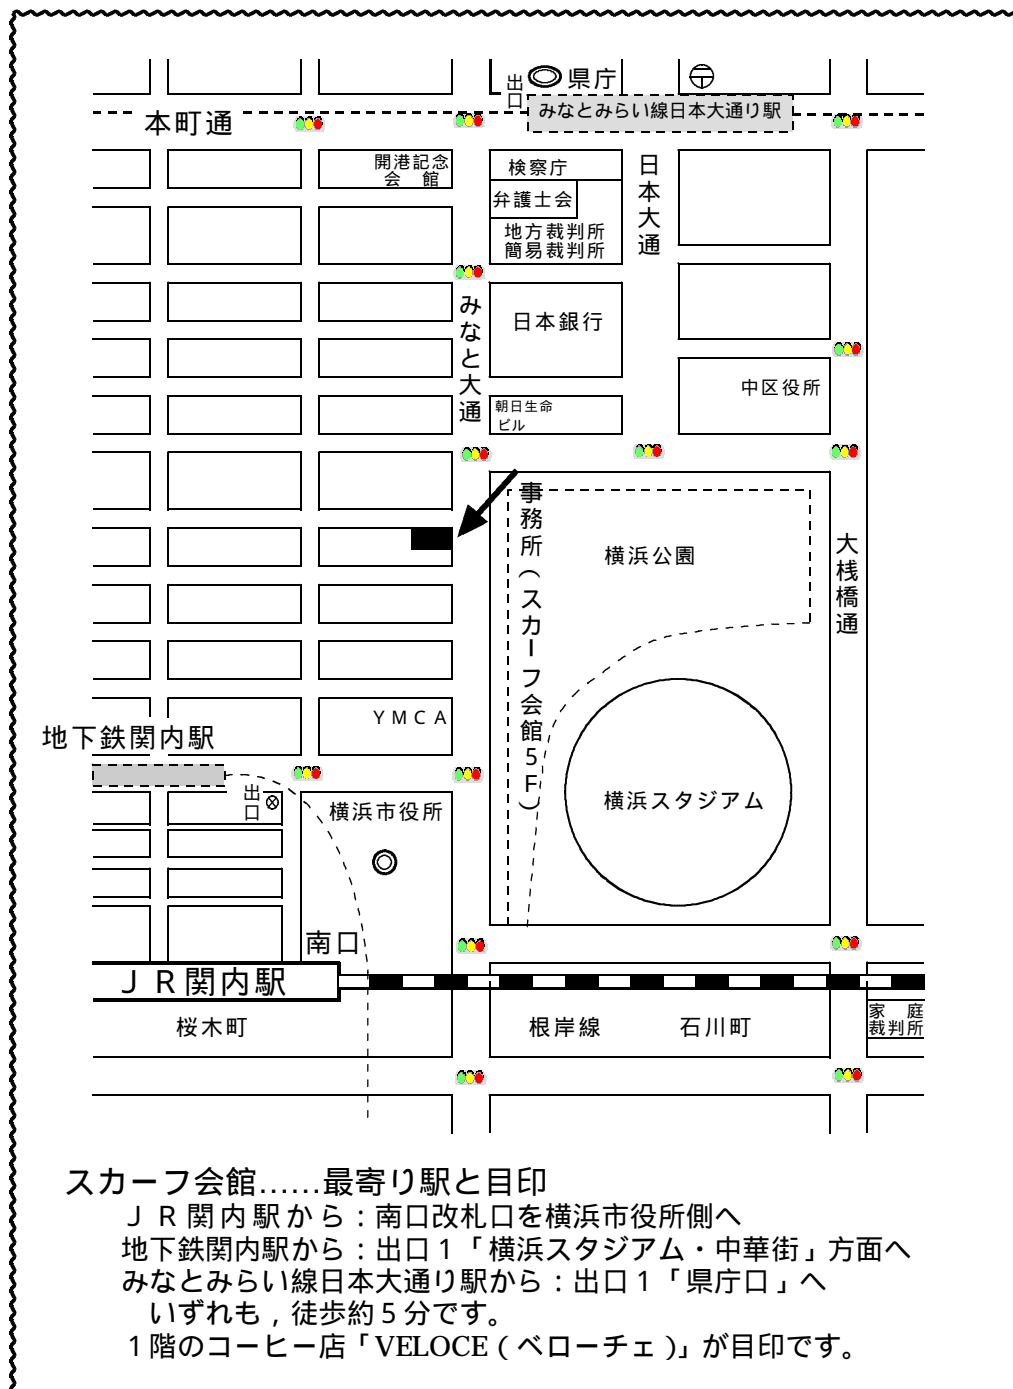 出口
県庁
みなとみらい線日本大通り駅
本町通
開港記念
会　館
検察庁
弁護士会
地方裁判所
簡易裁判所
日本大通
みなと大通
日本銀行
中区役所
朝日生命
ビル
事務所（スカーフ会館5F）
横浜公園
大桟橋通
YMCA
地下鉄関内駅
出口
横浜市役所
横浜スタジアム
南口
ＪＲ関内駅
桜木町
根岸線
石川町
家　庭
裁判所
スカーフ会館……最寄り駅と目印
ＪＲ関内駅から：南口改札口を横浜市役所側へ
地下鉄関内駅から：出口１「横浜スタジアム・中華街」方面へ
みなとみらい線日本大通り駅から：出口１「県庁口」へ
いずれも，徒歩約５分です。
１階のコーヒー店「VELOCE（ベローチェ）」が目印です。